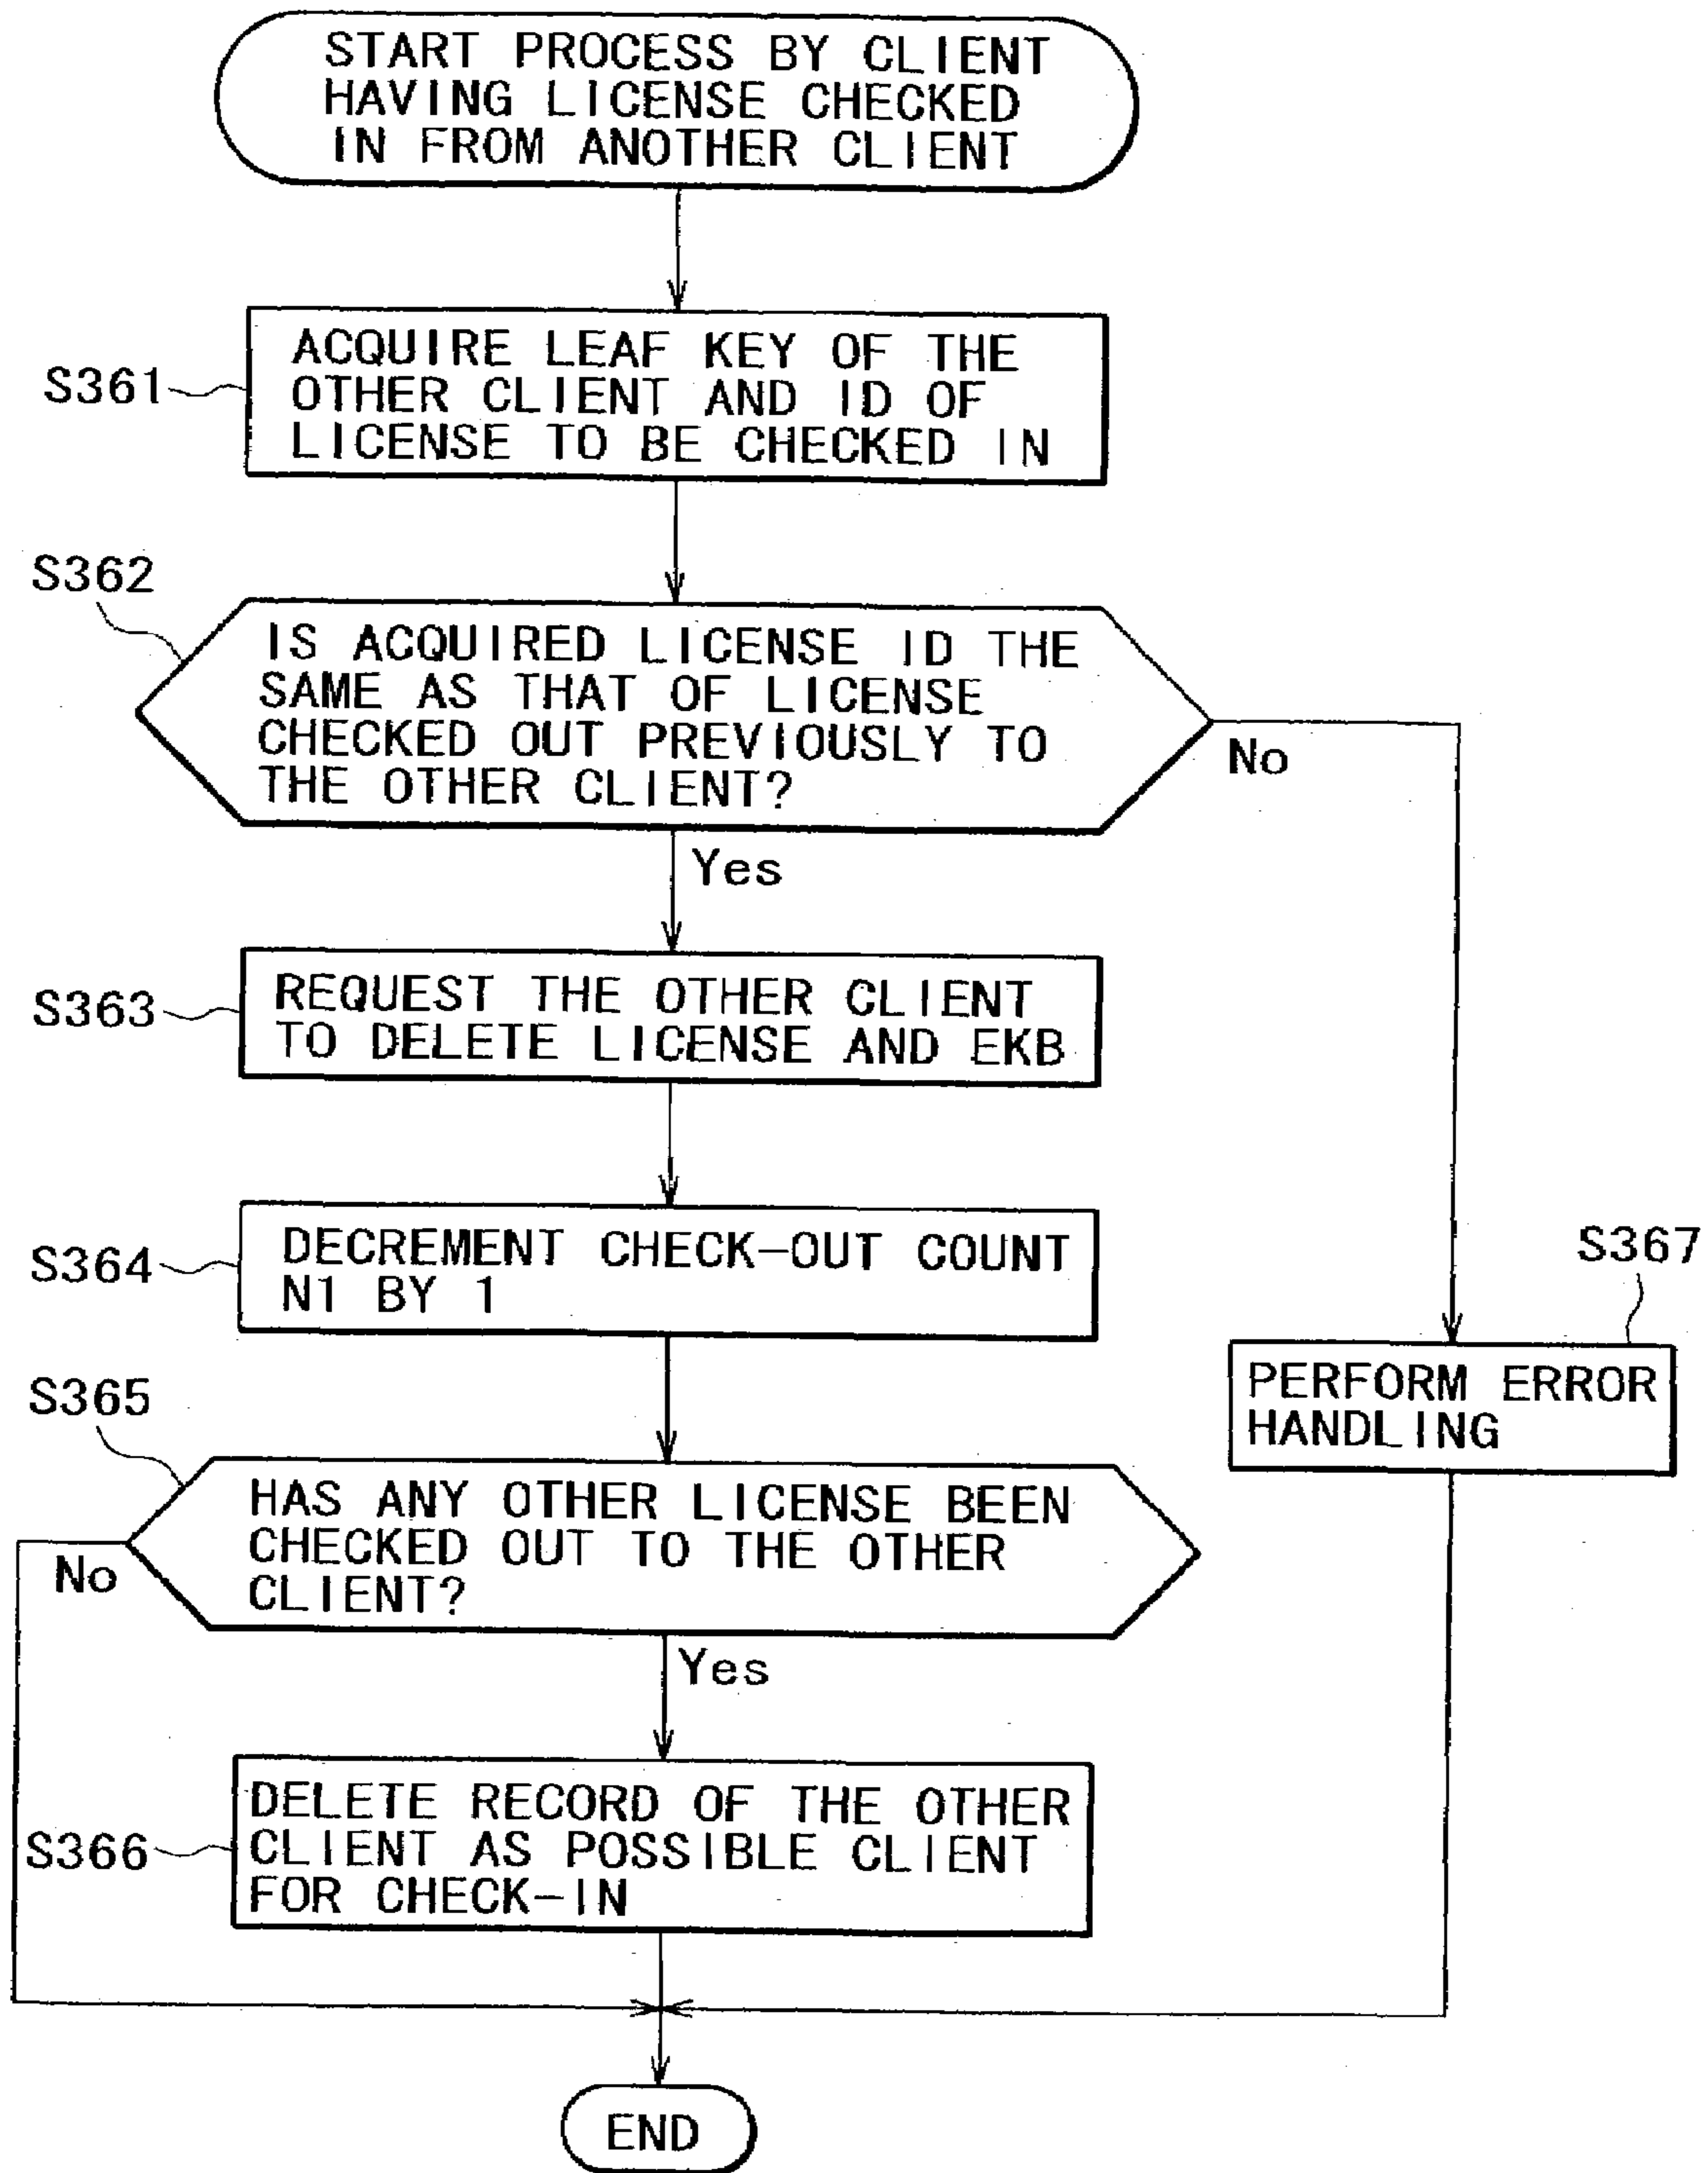 START PROCESS BY CLIENT
HAVING LICENSE CHECKED
IN FROM ANOTHER CLIENT
S361
ACQUIRE LEAF KEY OF THE
OTHER CLIENT AND ID OF
LICENSE TO BE CHECKED IN
S362
IS ACQUIRED LICENSE ID THE
SAME AS THAT OF LICENSE
CHECKED OUT PREVIOUSLY TO
THE OTHER CLIENT?
No
Yes
S363
REQUEST THE OTHER CLIENT
TO DELETE LICENSE AND EKB
S364
DECREMENT CHECK-OUT COUNT
N1 BY 1
S367
PERFORM ERROR
HANDLING
S365
HAS ANY OTHER LICENSE BEEN
CHECKED OUT TO THE OTHER
CLIENT?
No
Yes
S366
DELETE RECORD OF THE OTHER
CLIENT AS POSSIBLE CLIENT
FOR CHECK-IN
END